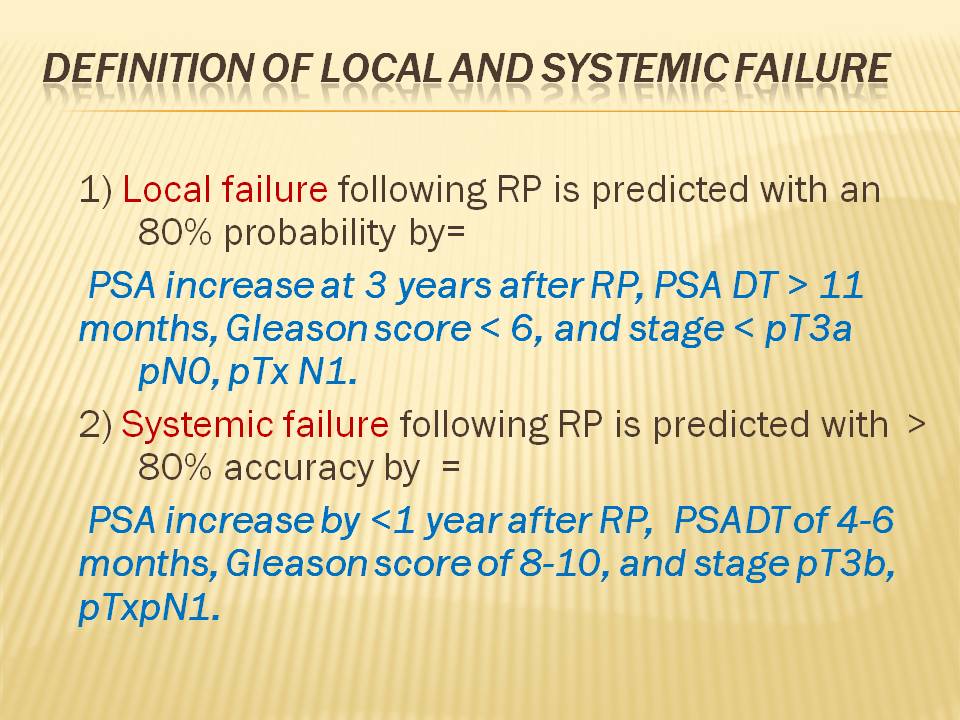 DEFINITION OF LOCAL AND SYSTEMIC FAILURE
1) Local failure following RP is predicted with an
80% probability by=
PSA increase at 3 years after RP, PSA DT > 11
months, Gleason score < 6, and stage < pT3a
pN0, pTx N1.
2) Systemic failure following RP is predicted with >
80% accuracy by =
PSA increase by <1 year after RP, PSADT of 4-6
months, Gleason score of 8-10, and stage pT3b,
pTxpN1.